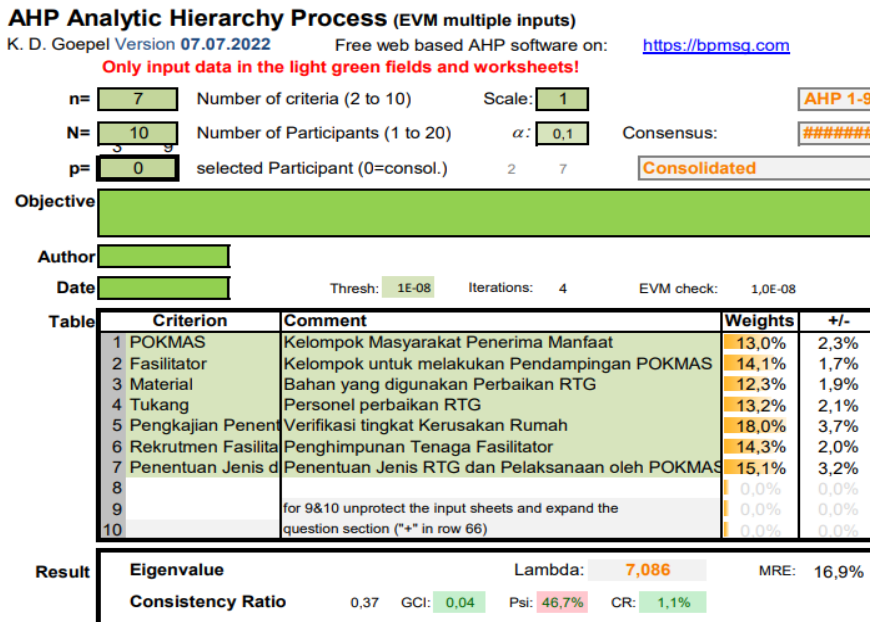 AHP Analytic Hierarchy Process (EVM multiple inputs)
K. D. Goepel Version 07.07.2022 Free web based AHP software on: https://bpmsg.com
Only input data in the light green fields and worksheets!
n= 7 Number of criteria (2 to 10) Scale: 1 AHP 1-9
N= 10 Number of Participants (1 to 20) α: 0,1 Consensus: #######
3 9
p= 0 selected Participant (0=consol.) 2 7 Consolidated
Objective
Author
Date Thresh: 1E-08 Iterations: 4 EVM check: 1,0E-08
Table Criterion Comment Weights +/-
1 POKMAS Kelompok Masyarakat Penerima Manfaat 13,0% 2,3%
2 Fasilitator Kelompok untuk melakukan Pendampingan POKMAS 14,1% 1,7%
3 Material Bahan yang digunakan Perbaikan RTG 12,3% 1,9%
4 Tukang Personel perbaikan RTG 13,2% 2,1%
5 Pengkajian Penent Verifikasi tingkat Kerusakan Rumah 18,0% 3,7%
6 Rekrutmen Fasilita Penghimpunan Tenaga Fasilitator 14,3% 2,0%
7 Penentuan Jenis d Penentuan Jenis RTG dan Pelaksanaan oleh POKMAS 15,1% 3,2%
8 0,0% 0,0%
9 for 9&10 unprotect the input sheets and expand the 0,0% 0,0%
10 question section ("+" in row 66) 0,0% 0,0%
Result Eigenvalue Lambda: 7,086 MRE: 16,9%
Consistency Ratio 0,37 GCI: 0,04 Psi: 46,7% CR: 1,1%